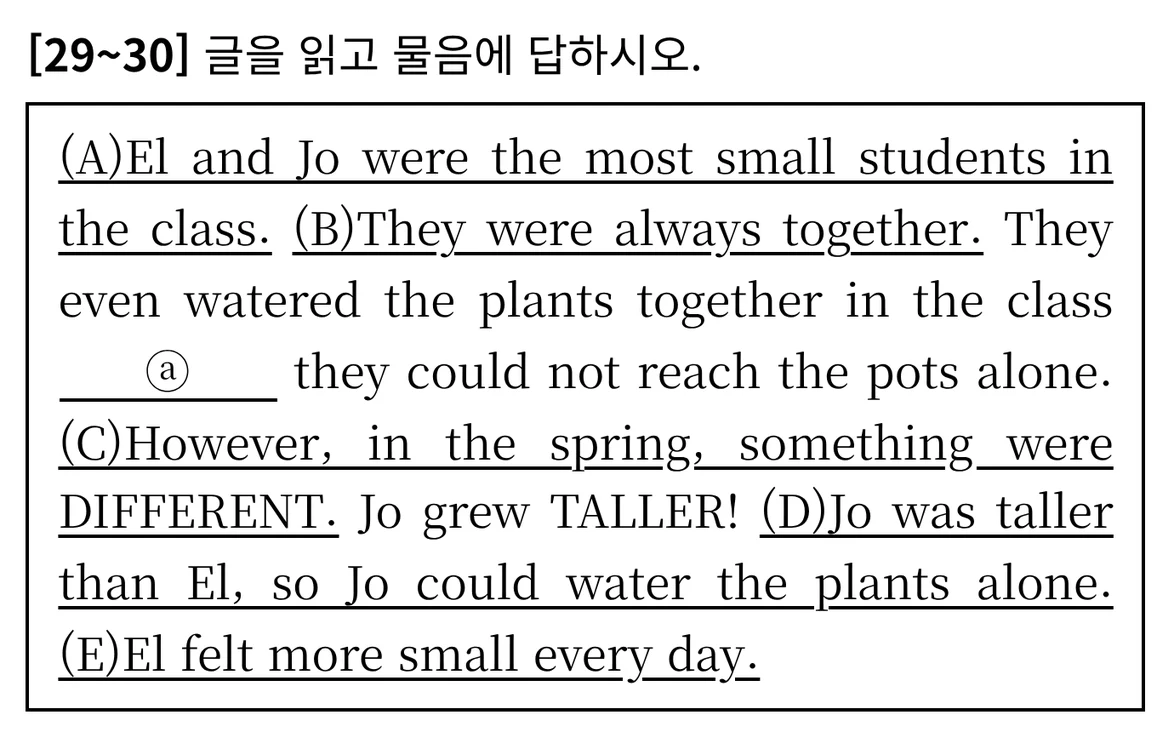 [29~30] 글을 읽고 물음에 답하시오.
(A)El and Jo were the most small students in
the class. (B)They were always together. They
even watered the plants together in the class
ⓐ they could not reach the pots alone.
(C)However, in the spring, something were
DIFFERENT. Jo grew TALLER! (D)Jo was taller
than El, so Jo could water the plants alone.
(E)El felt more small every day.